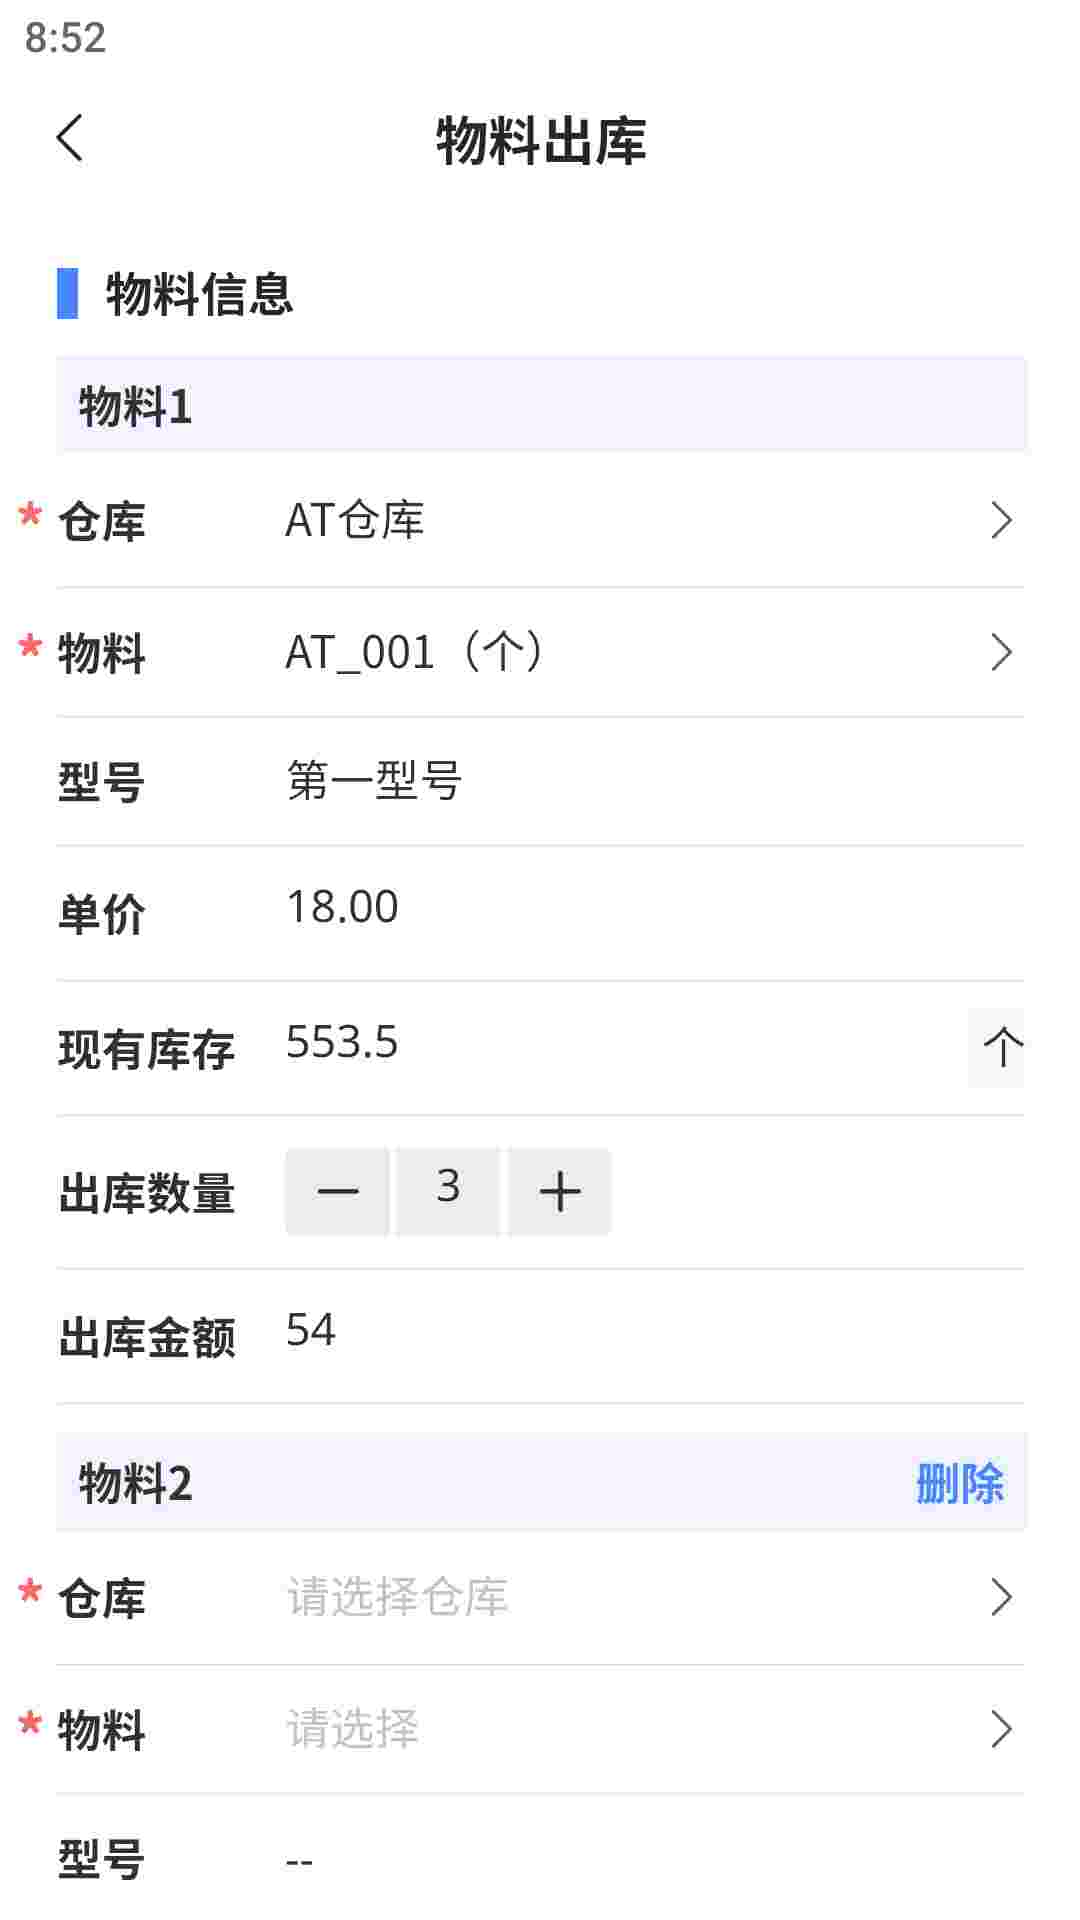 8:52
物料出库
物料信息
物料1
* 仓库 AT仓库
* 物料 AT_001（个）
型号 第一型号
单价 18.00
现有库存 553.5 个
出库数量 — 3 +
出库金额 54
物料2 删除
* 仓库 请选择仓库
* 物料 请选择
型号 --